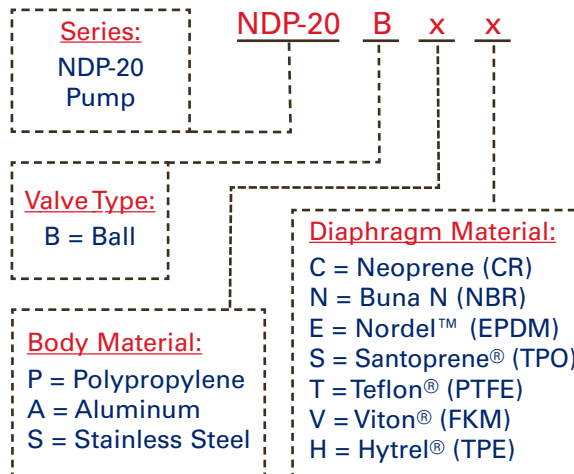 NDP-20 B x x
Series:
NDP-20
Pump
Valve Type:
B = Ball
Body Material:
P = Polypropylene
A = Aluminum
S = Stainless Steel
Diaphragm Material:
C = Neoprene (CR)
N = Buna N (NBR)
E = Nordel™ (EPDM)
S = Santoprene® (TPO)
T = Teflon® (PTFE)
V = Viton® (FKM)
H = Hytrel® (TPE)